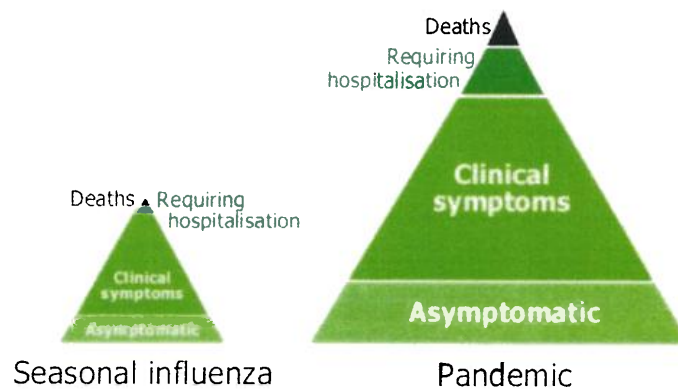 Deaths
Requiring
hospitalisation
Clinical
symptoms
Asymptomatic
Seasonal influenza
Deaths
Requiring
hospitalisation
Clinical
symptoms
Asymptomatic
Pandemic